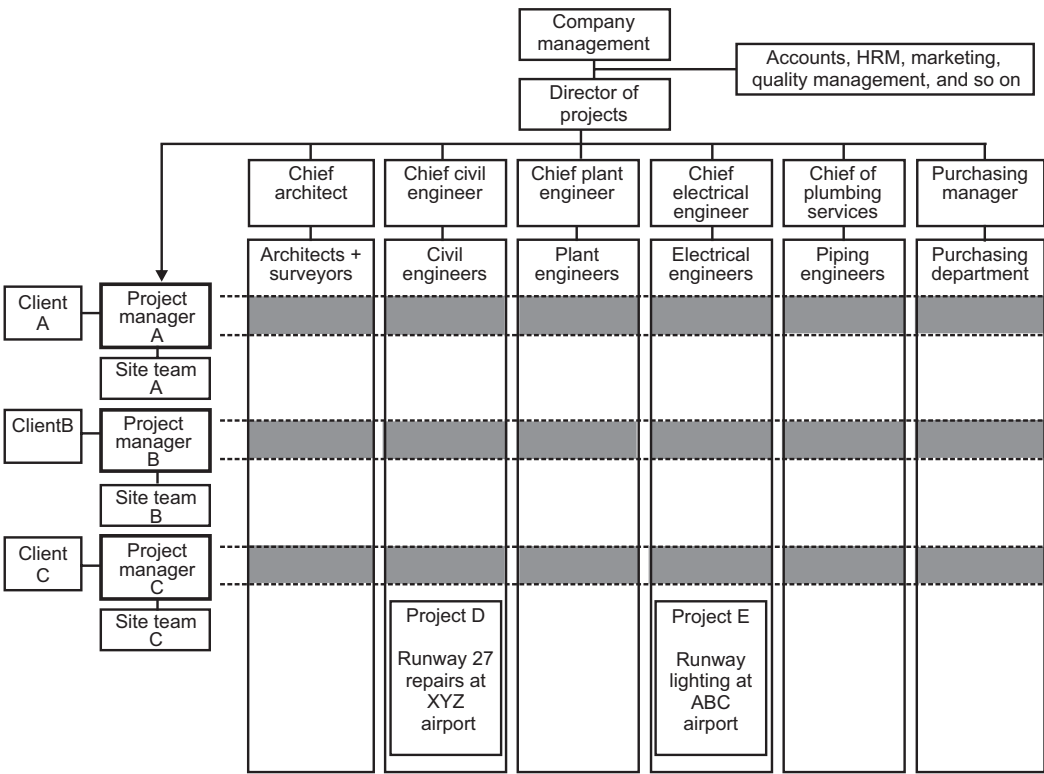 Company
management
Accounts, HRM, marketing,
quality management, and so on
Director of
projects
Chief
architect
Chief civil
engineer
Chief plant
engineer
Chief
electrical
engineer
Chief of
plumbing
services
Purchasing
manager
Architects +
surveyors
Civil
engineers
Plant
engineers
Electrical
engineers
Piping
engineers
Purchasing
department
Client
A
Project
manager
A
Site team
A
ClientB
Project
manager
B
Site team
B
Client
C
Project
manager
C
Site team
C
Project D
Runway 27
repairs at
XYZ
airport
Project E
Runway
lighting at
ABC
airport